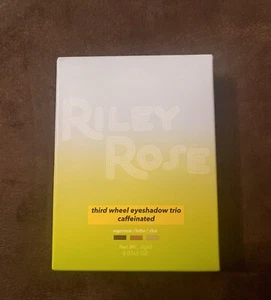 RILEY
ROSE
third wheel eyeshadow trio
caffeinated
espresso / latte / chai